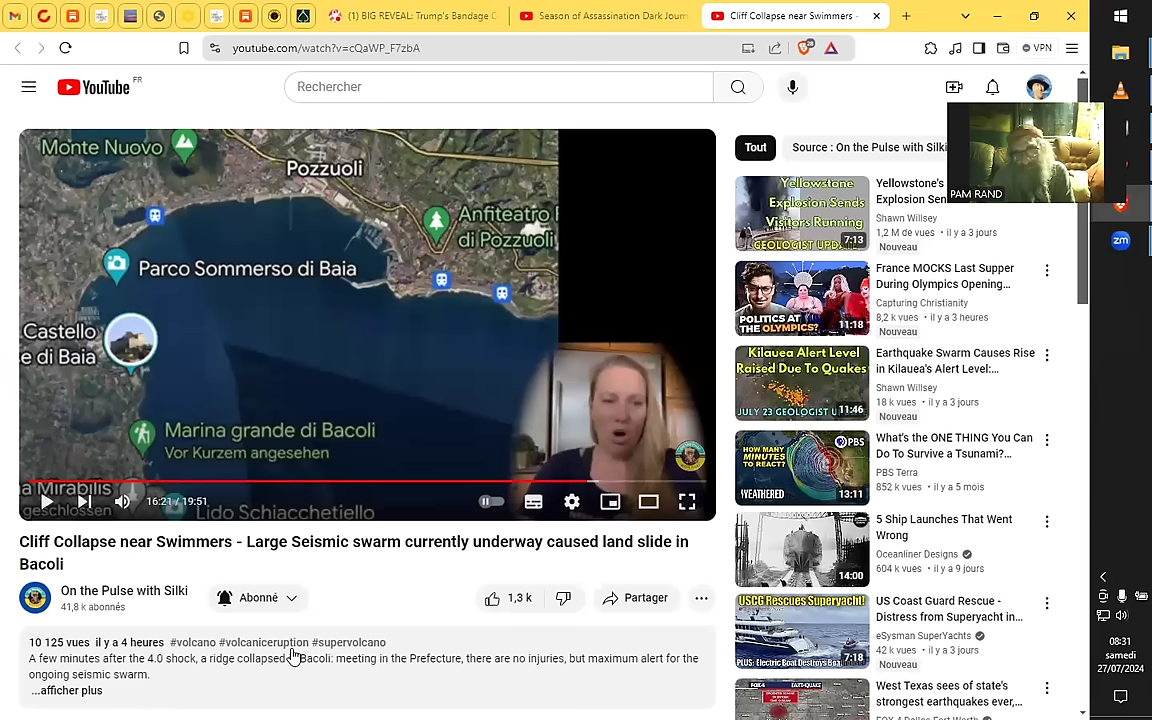 (1) BIG REVEAL: Trump's Bandage C
Season of Assassination Dark Journ
Cliff Collapse near Swimmers -
youtube.com/watch?v=cQaWP_F7zbA
VPN
YouTube FR
Rechercher
PAM RAND
Monte Nuovo
Pozzuoli
Anfiteatro F
di Pozzuoli
Parco Sommerso di Baia
Castello
e di Baia
Marina grande di Bacoli
Vor Kurzem angesehen
a Mirabilis
geschlossen
Lido Schiacchetiello
16:21 / 19:51
Cliff Collapse near Swimmers - Large Seismic swarm currently underway caused land slide in
Bacoli
On the Pulse with Silki
41,8 k abonnés
Abonné
1,3 k
Partager
10 125 vues il y a 4 heures #volcano #volcaniceruption #supervolcano
A few minutes after the 4.0 shock, a ridge collapsed Bacoli: meeting in the Prefecture, there are no injuries, but maximum alert for the
ongoing seismic swarm.
...afficher plus
Tout
Source : On the Pulse with Silki
Yellowstone
Explosion Sends
Visitors Running
GEOLOGIST UPDA
7:13
Yellowstone's
Explosion Sen
Shawn Willsey
1,2 M de vues • il y a 3 jours
Nouveau
POLITICS AT
THE OLYMPICS?
11:18
France MOCKS Last Supper
During Olympics Opening...
Capturing Christianity
8,2 k vues • il y a 3 heures
Nouveau
Kilauea Alert Level
Raised Due To Quakes
JULY 23 GEOLOGIST U
11:46
Earthquake Swarm Causes Rise
in Kilauea's Alert Level:...
Shawn Willsey
18 k vues • il y a 3 jours
Nouveau
HOW MANY
MINUTES
TO REACT?
PBS
WEATHERED
13:11
What's the ONE THING You Can
Do To Survive a Tsunami?...
PBS Terra
852 k vues • il y a 5 mois
14:00
5 Ship Launches That Went
Wrong
Oceanliner Designs
604 k vues • il y a 9 jours
USCG Rescues Superyacht!
PLUS: Electric Boat Destroys Boa
7:18
US Coast Guard Rescue -
Distress from Superyacht in...
eSysman SuperYachts
42 k vues • il y a 3 jours
Nouveau
West Texas sees of state's
strongest earthquakes ever,...
zm
08:31
samedi
27/07/2024